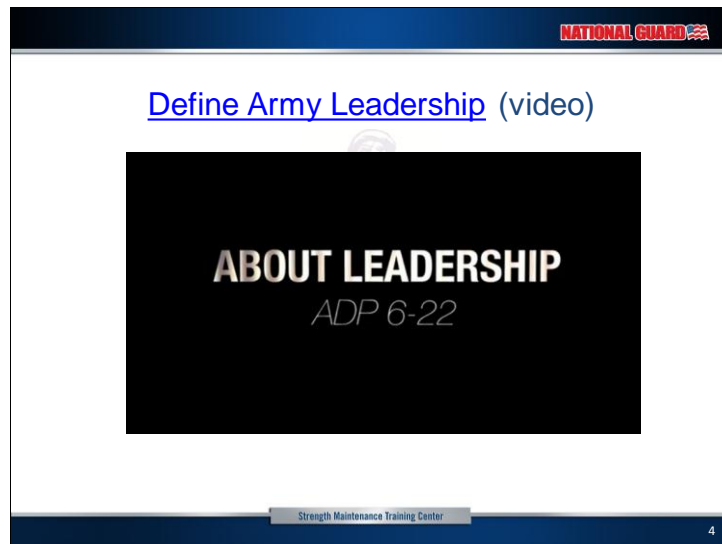 NATIONAL GUARD
Define Army Leadership (video)
ABOUT LEADERSHIP
ADP 6-22
Strength Maintenance Training Center
4